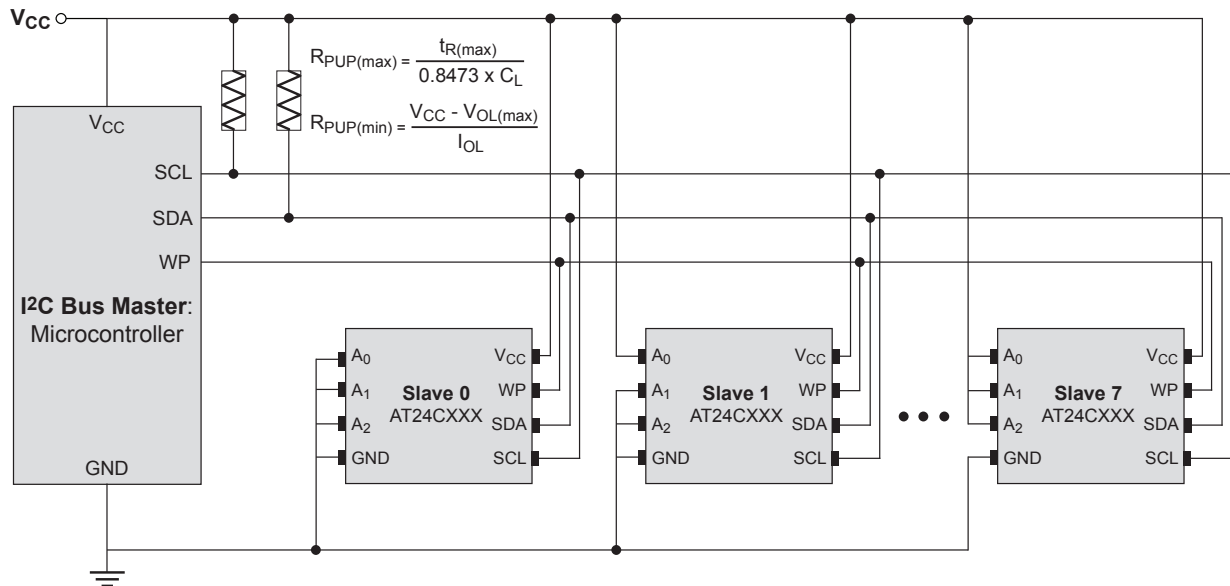 VCC
RPUP(max) = tR(max)
0.8473 x CL
RPUP(min) = VCC - VOL(max)
IOL
VCC
SCL
SDA
WP
I2C Bus Master:
Microcontroller
GND
A0
A1
A2
GND
Slave 0
AT24CXXX
VCC
WP
SDA
SCL
A0
A1
A2
GND
Slave 1
AT24CXXX
VCC
WP
SDA
SCL
A0
A1
A2
GND
Slave 7
AT24CXXX
VCC
WP
SDA
SCL